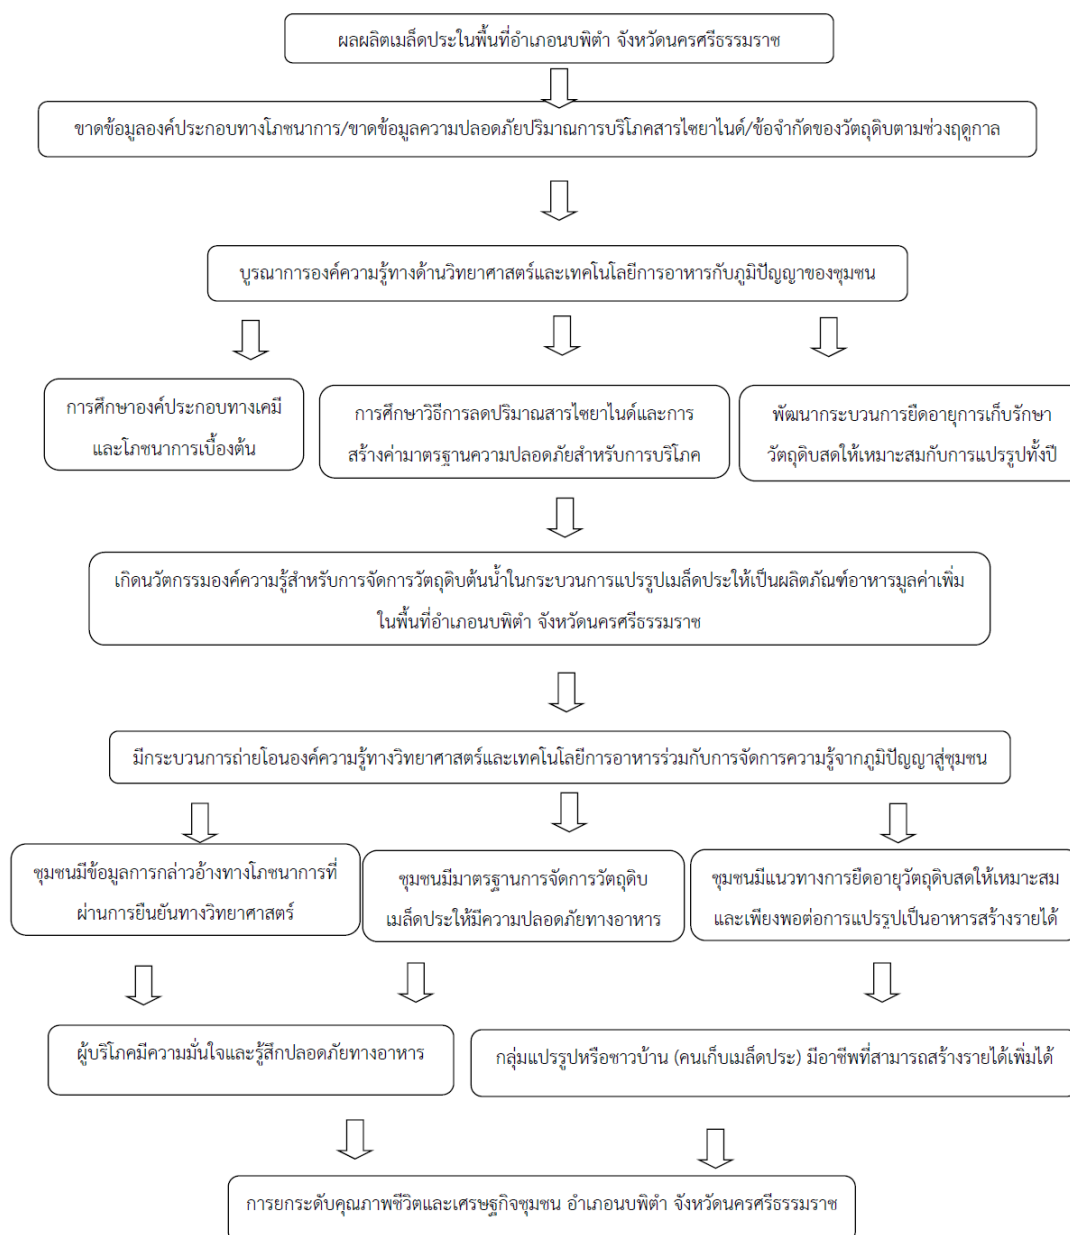 ผลผลิตเมล็ดประในพื้นที่อำเภอนบพิตำ จังหวัดนครศรีธรรมราช
ขาดข้อมูลองค์ประกอบทางโภชนาการ/ขาดข้อมูลความปลอดภัยปริมาณการบริโภคสารไซยาไนด์/ข้อจำกัดของวัตถุดิบตามช่วงฤดูกาล
บูรณาการองค์ความรู้ทางด้านวิทยาศาสตร์และเทคโนโลยีการอาหารกับภูมิปัญญาของชุมชน
การศึกษาองค์ประกอบทางเคมี
และโภชนาการเบื้องต้น
การศึกษาวิธีการลดปริมาณสารไซยาไนด์และการ
สร้างค่ามาตรฐานความปลอดภัยสำหรับการบริโภค
พัฒนากระบวนการยืดอายุการเก็บรักษา
วัตถุดิบสดให้เหมาะสมกับการแปรรูปทั้งปี
เกิดนวัตกรรมองค์ความรู้สำหรับการจัดการวัตถุดิบต้นน้ำในกระบวนการแปรรูปเมล็ดประให้เป็นผลิตภัณฑ์อาหารมูลค่าเพิ่ม
ในพื้นที่อำเภอนบพิตำ จังหวัดนครศรีธรรมราช
มีกระบวนการถ่ายโอนองค์ความรู้ทางวิทยาศาสตร์และเทคโนโลยีการอาหารร่วมกับการจัดการความรู้จากภูมิปัญญาสู่ชุมชน
ชุมชนมีข้อมูลการกล่าวอ้างทางโภชนาการที่
ผ่านการยืนยันทางวิทยาศาสตร์
ชุมชนมีมาตรฐานการจัดการวัตถุดิบ
เมล็ดประให้มีความปลอดภัยทางอาหาร
ชุมชนมีแนวทางการยืดอายุวัตถุดิบสดให้เหมาะสม
และเพียงพอต่อการแปรรูปเป็นอาหารสร้างรายได้
ผู้บริโภคมีความมั่นใจและรู้สึกปลอดภัยทางอาหาร
กลุ่มแปรรูปหรือชาวบ้าน (คนเก็บเมล็ดประ) มีอาชีพที่สามารถสร้างรายได้เพิ่มได้
การยกระดับคุณภาพชีวิตและเศรษฐกิจชุมชน อำเภอนบพิตำ จังหวัดนครศรีธรรมราช